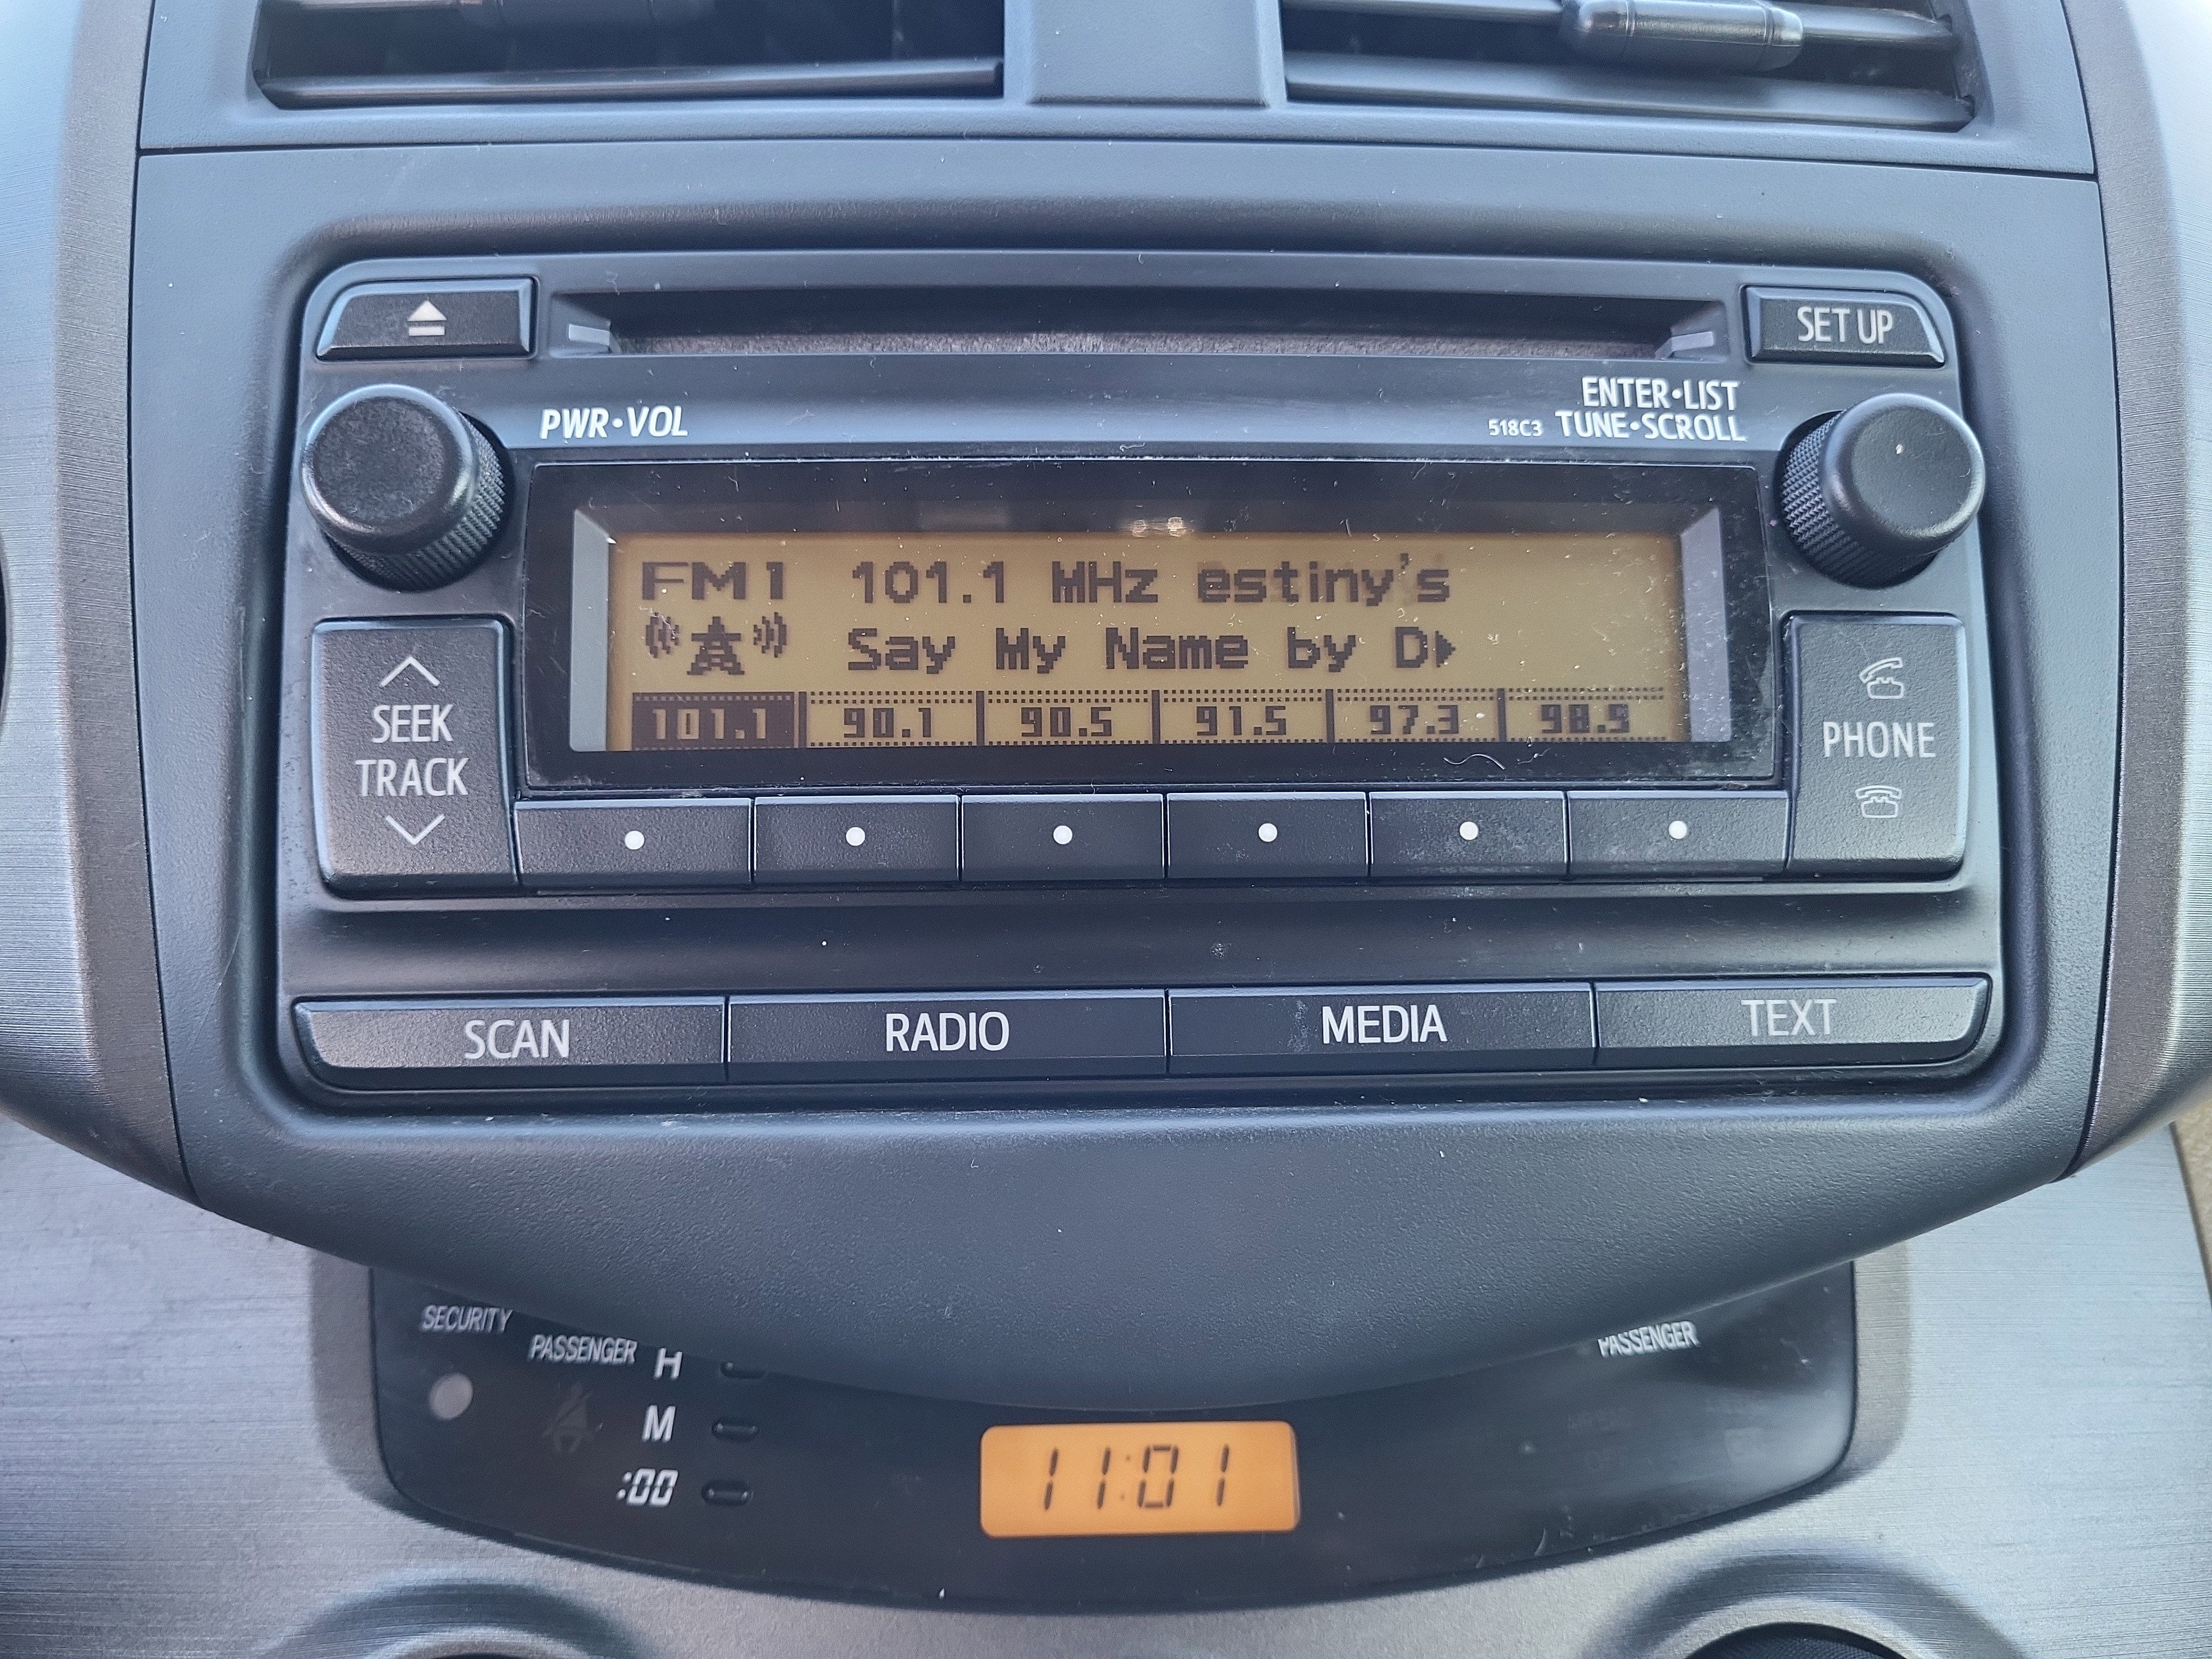 SET UP
PWR•VOL
ENTER•LIST
518C3 TUNE•SCROLL
FM1 101.1 MHz estiny's
Say My Name by D
101.1 90.1 90.5 91.5 97.3 98.9
SEEK
TRACK
PHONE
SCAN RADIO MEDIA TEXT
SECURITY
PASSENGER H
PASSENGER
M
:00
11:01